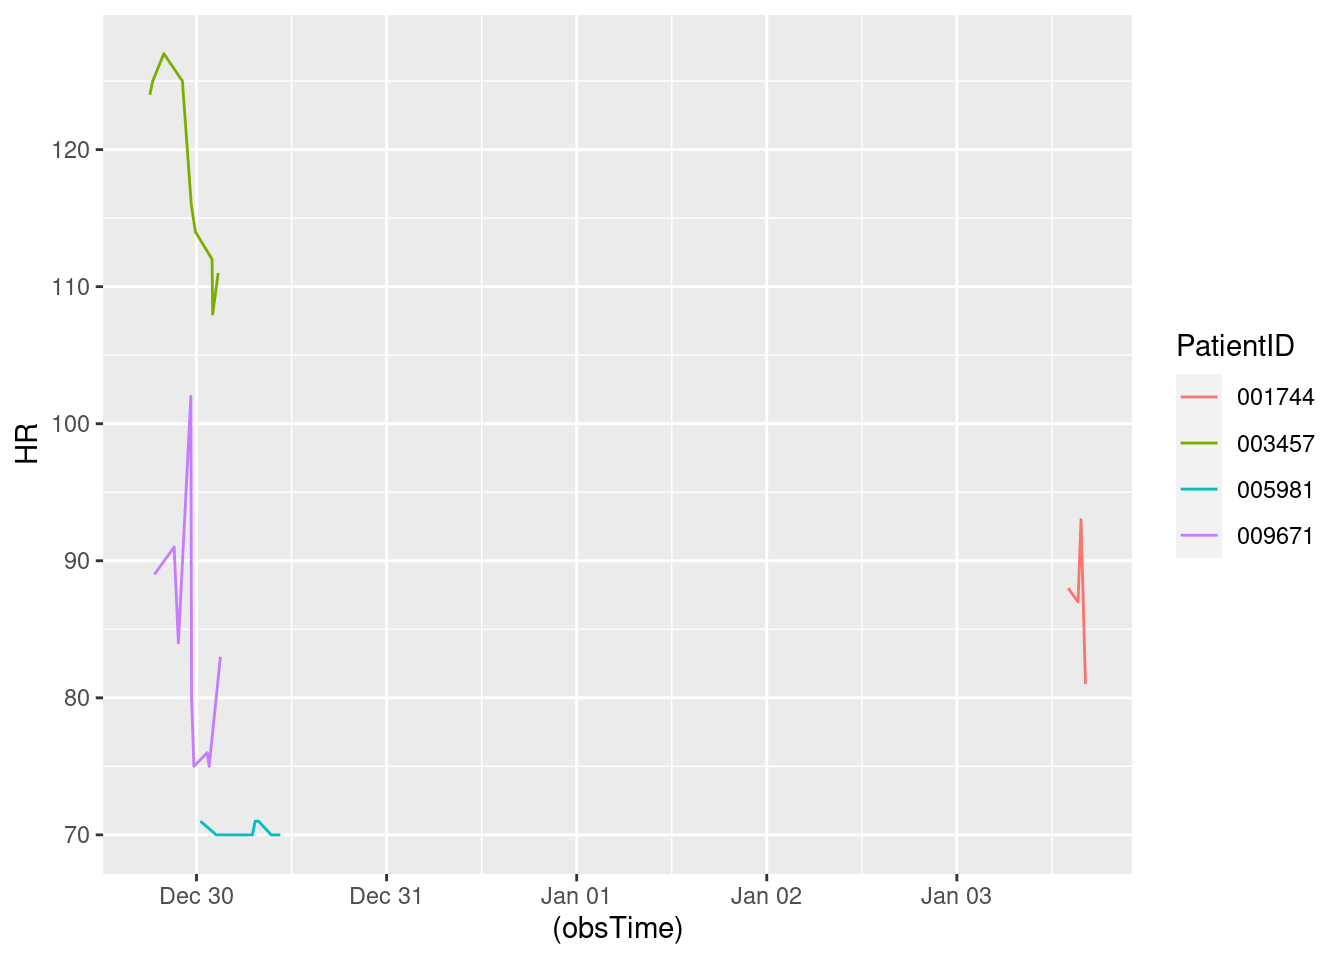 120
110
100
90
80
70
HR
Dec 30
Dec 31
Jan 01
Jan 02
Jan 03
(obsTime)
PatientID
001744
003457
005981
009671